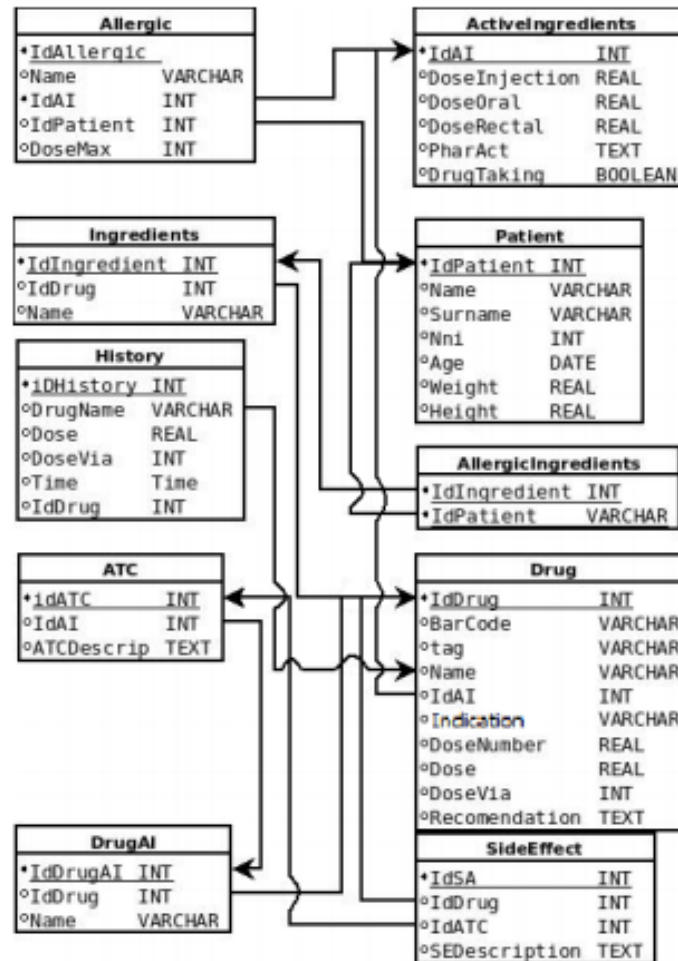 Allergic
IdAllergic
Name VARCHAR
IdAI INT
IdPatient INT
DoseMax INT
ActiveIngredients
IdAI INT
DoseInjection REAL
DoseOral REAL
DoseRectal REAL
PharAct TEXT
DrugTaking BOOLEAN
Ingredients
IdIngredient INT
IdDrug INT
Name VARCHAR
Patient
IdPatient INT
Name VARCHAR
Surname VARCHAR
Nni INT
Age DATE
Weight REAL
Height REAL
History
iDHistory INT
DrugName VARCHAR
Dose REAL
DoseVia INT
Time Time
IdDrug INT
AllergicIngredients
IdIngredient INT
IdPatient VARCHAR
ATC
idATC INT
IdAI INT
ATCDescrip TEXT
Drug
IdDrug INT
BarCode VARCHAR
tag VARCHAR
Name VARCHAR
IdAI INT
Indication VARCHAR
DoseNumber REAL
Dose REAL
DoseVia INT
Recomendation TEXT
DrugAI
IdDrugAI INT
IdDrug INT
Name VARCHAR
SideEffect
IdSA INT
IdDrug INT
IdATC INT
SEDescription TEXT